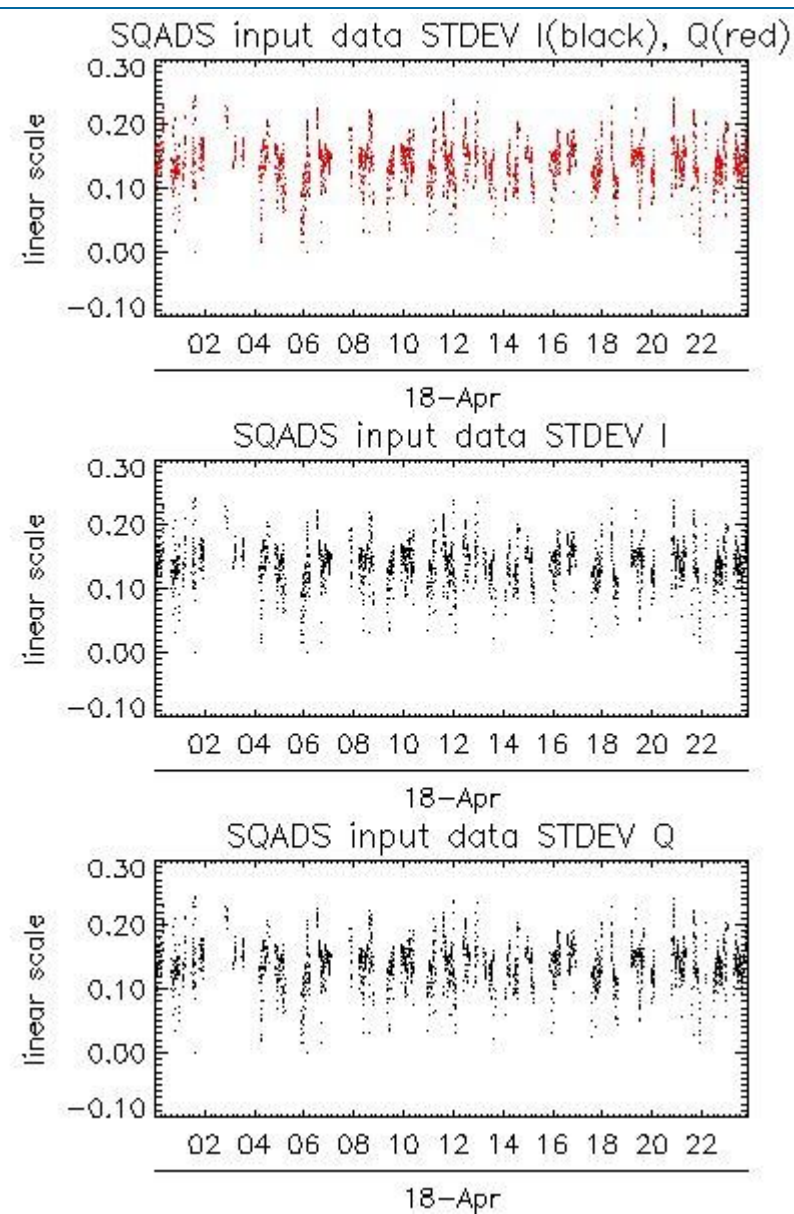 SQADS input data STDEV I(black), Q(red)
0.30
0.20
0.10
0.00
-0.10
linear scale
02 04 06 08 10 12 14 16 18 20 22
18-Apr
SQADS input data STDEV I
0.30
0.20
0.10
0.00
-0.10
linear scale
02 04 06 08 10 12 14 16 18 20 22
18-Apr
SQADS input data STDEV Q
0.30
0.20
0.10
0.00
-0.10
linear scale
02 04 06 08 10 12 14 16 18 20 22
18-Apr